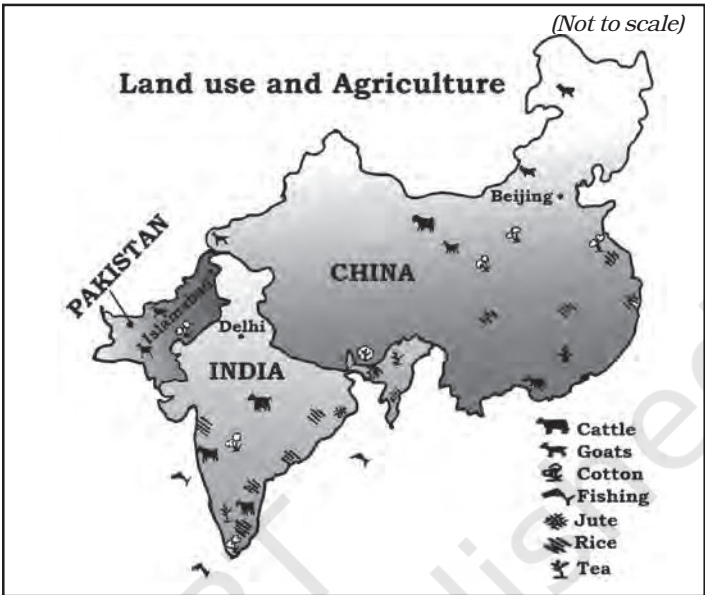 (Not to scale)
Land use and Agriculture
Beijing
PAKISTAN
CHINA
Islamabad
Delhi
INDIA
Cattle
Goats
Cotton
Fishing
Jute
Rice
Tea